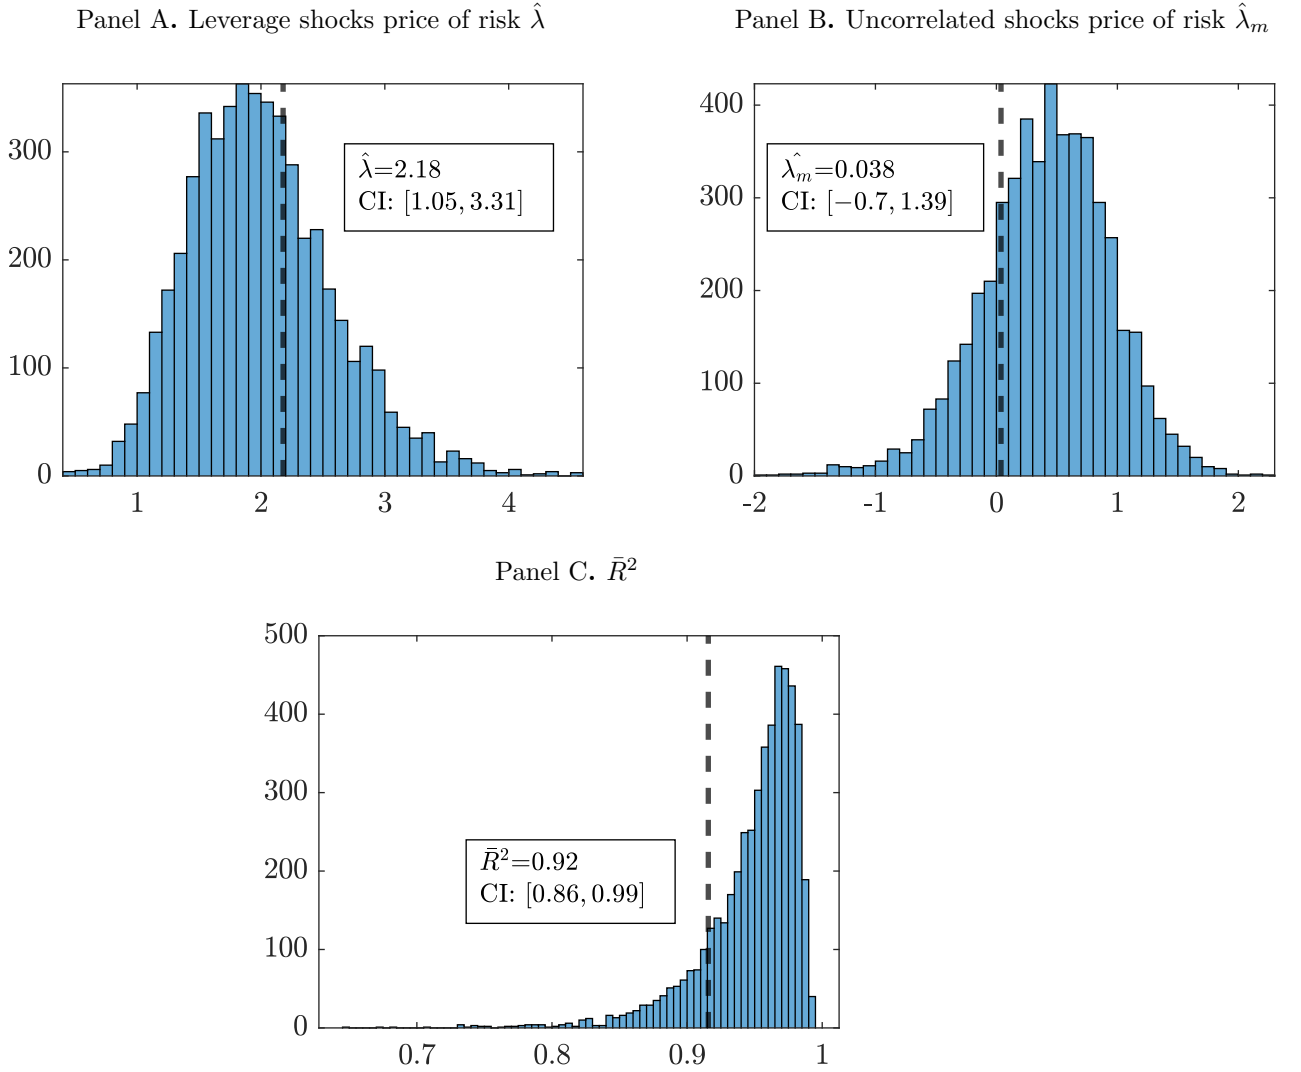 Panel A. Leverage shocks price of risk λ̂
300
200
100
0
1 2 3 4
λ̂=2.18
CI: [1.05, 3.31]
Panel B. Uncorrelated shocks price of risk λ̂ₘ
400
300
200
100
0
-2 -1 0 1 2
λ̂ₘ=0.038
CI: [−0.7, 1.39]
Panel C. R̄²
500
400
300
200
100
0
0.7 0.8 0.9 1
R̄²=0.92
CI: [0.86, 0.99]